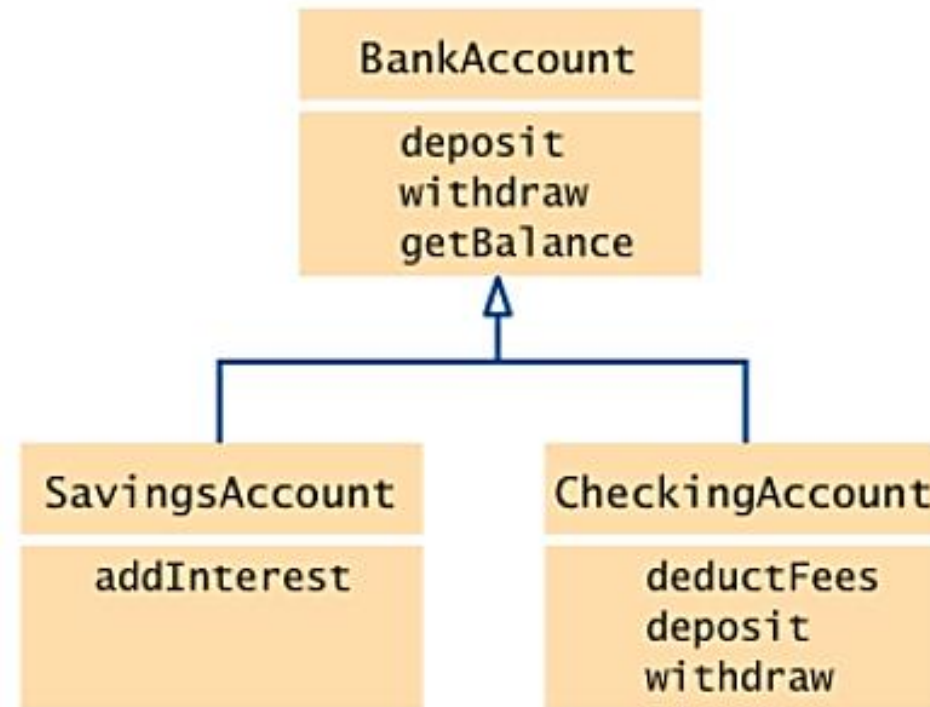 BankAccount
deposit
withdraw
getBalance
SavingsAccount
addInterest
CheckingAccount
deductFees
deposit
withdraw